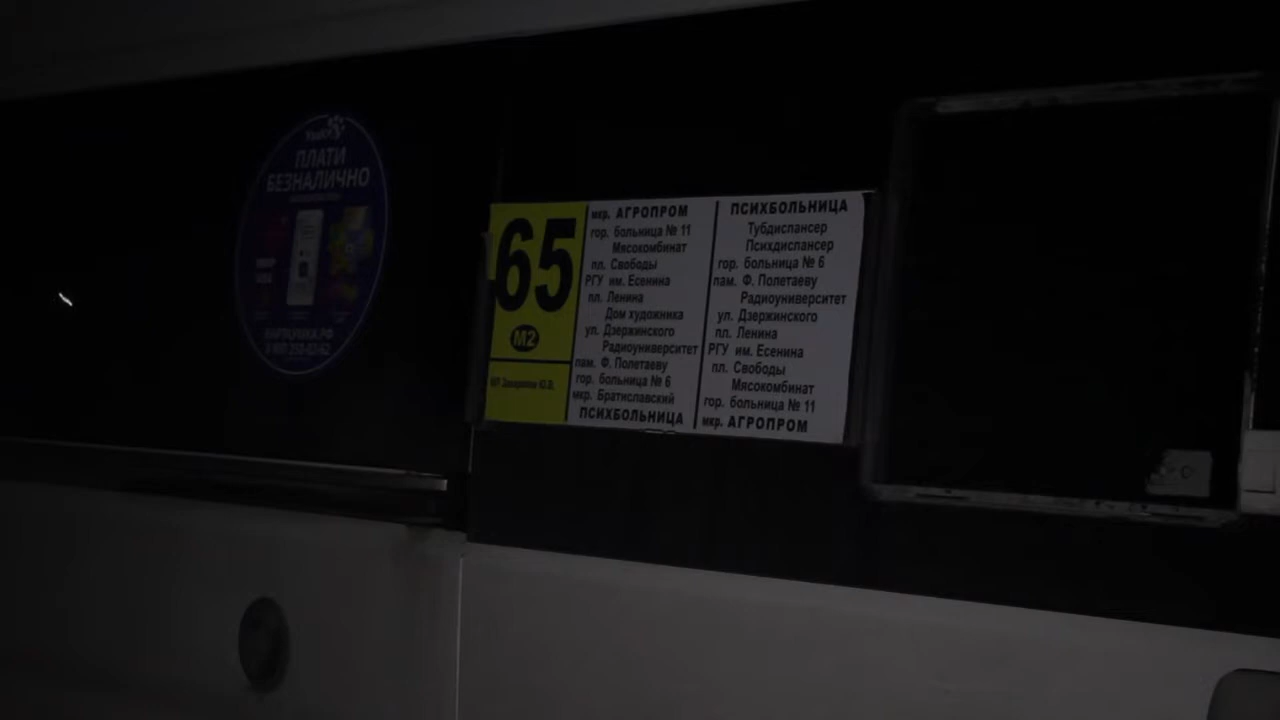 ПЛАТИ
БЕЗНАЛИЧНО
65
М2
мкр. АГРОПРОМ
гор. больница № 11
Мясокомбинат
пл. Свободы
РГУ им. Есенина
пл. Ленина
Дом художника
ул. Дзержинского
Радиоуниверситет
пам. Ф. Полетаеву
гор. больница № 6
мкр. Братиславский
ПСИХБОЛЬНИЦА
ПСИХБОЛЬНИЦА
Тубдиспансер
Психдиспансер
гор. больница № 6
пам. Ф. Полетаеву
Радиоуниверситет
ул. Дзержинского
пл. Ленина
РГУ им. Есенина
пл. Свободы
Мясокомбинат
гор. больница № 11
мкр. АГРОПРОМ